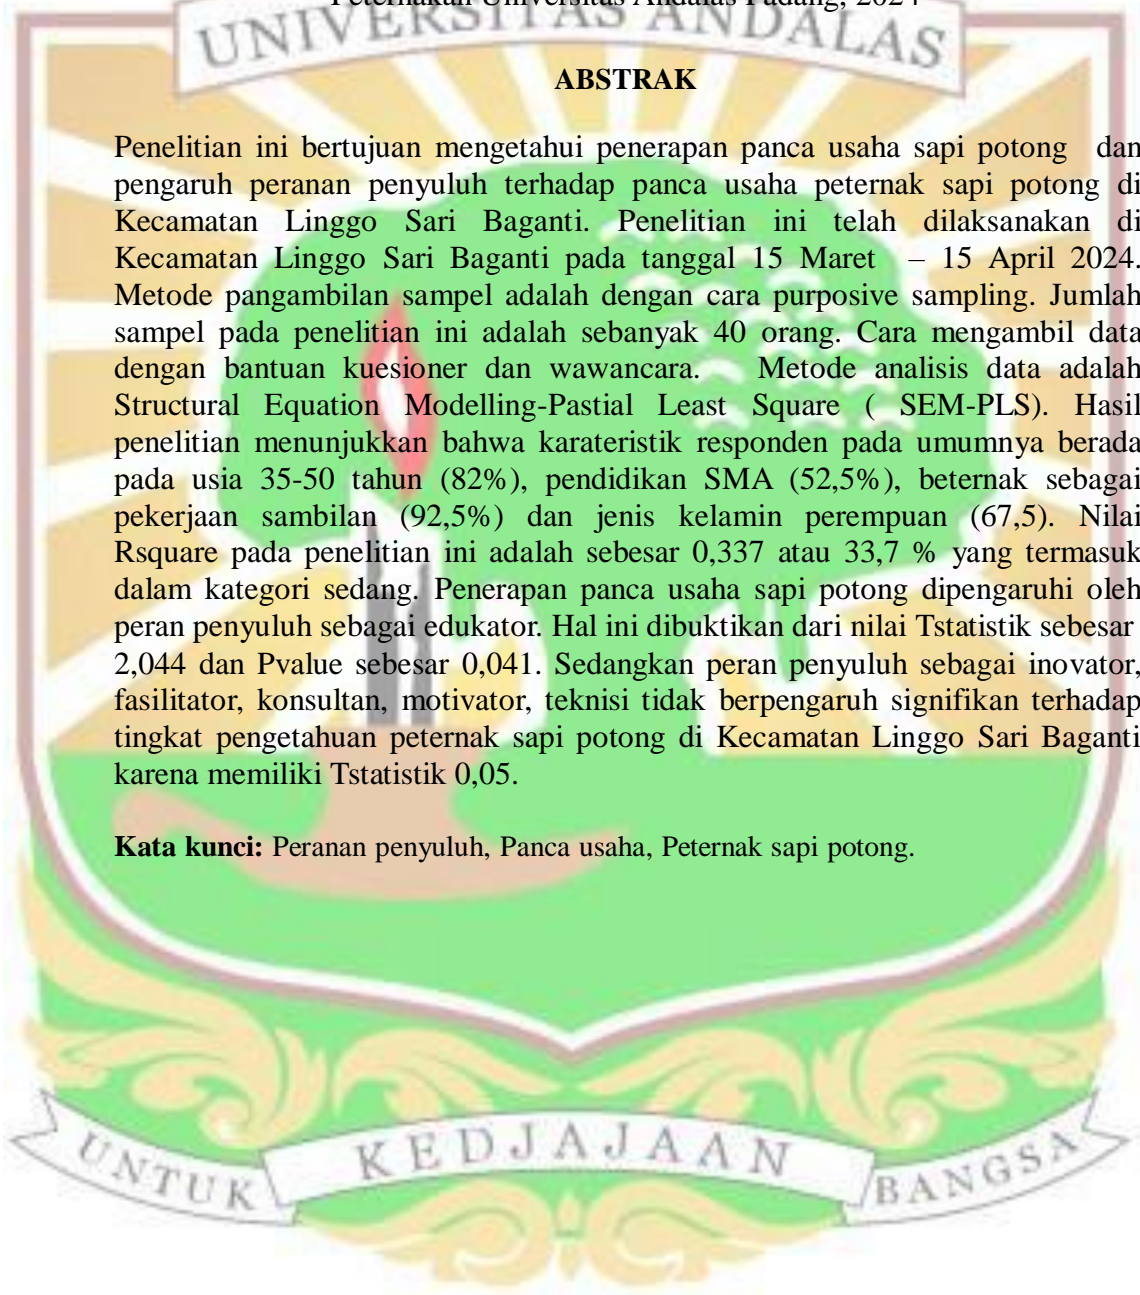 Peternakan Universitas Andalas Padang, 2024
UNIVERSITAS ANDALAS
ABSTRAK
Penelitian ini bertujuan mengetahui penerapan panca usaha sapi potong dan
pengaruh peranan penyuluh terhadap panca usaha peternak sapi potong di
Kecamatan Linggo Sari Baganti. Penelitian ini telah dilaksanakan di
Kecamatan Linggo Sari Baganti pada tanggal 15 Maret – 15 April 2024.
Metode pangambilan sampel adalah dengan cara purposive sampling. Jumlah
sampel pada penelitian ini adalah sebanyak 40 orang. Cara mengambil data
dengan bantuan kuesioner dan wawancara. Metode analisis data adalah
Structural Equation Modelling-Pastial Least Square ( SEM-PLS). Hasil
penelitian menunjukkan bahwa karateristik responden pada umumnya berada
pada usia 35-50 tahun (82%), pendidikan SMA (52,5%), beternak sebagai
pekerjaan sambilan (92,5%) dan jenis kelamin perempuan (67,5). Nilai
Rsquare pada penelitian ini adalah sebesar 0,337 atau 33,7 % yang termasuk
dalam kategori sedang. Penerapan panca usaha sapi potong dipengaruhi oleh
peran penyuluh sebagai edukator. Hal ini dibuktikan dari nilai Tstatistik sebesar
2,044 dan Pvalue sebesar 0,041. Sedangkan peran penyuluh sebagai inovator,
fasilitator, konsultan, motivator, teknisi tidak berpengaruh signifikan terhadap
tingkat pengetahuan peternak sapi potong di Kecamatan Linggo Sari Baganti
karena memiliki Tstatistik 0,05.
Kata kunci: Peranan penyuluh, Panca usaha, Peternak sapi potong.
UNTUK KEDJAJAAN BANGSA